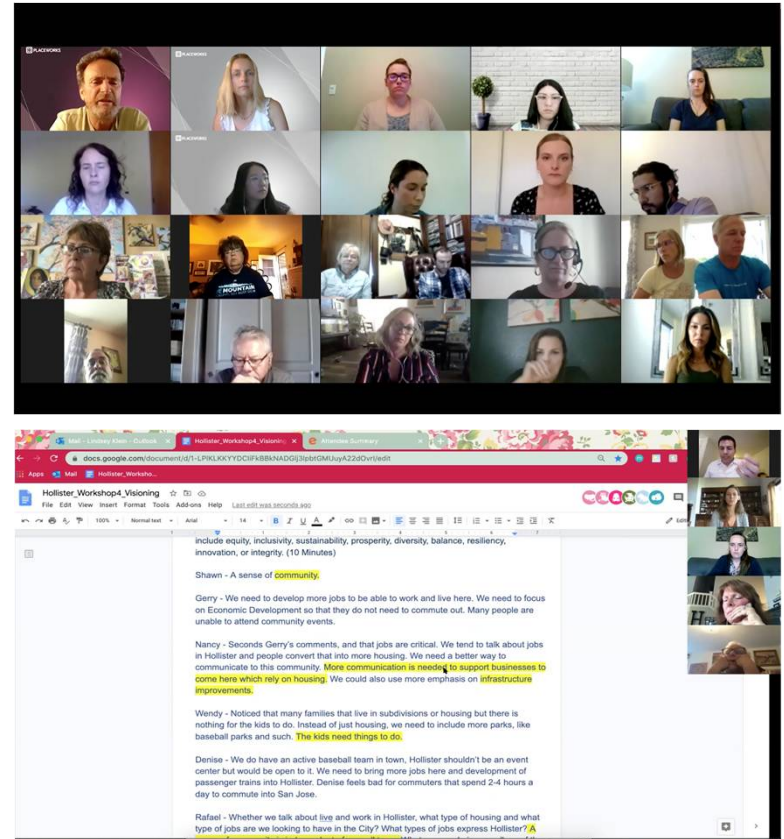 PLACEWORKS
PLACEWORKS
PLACEWORKS
MOUNTAIN
Mail - Lindsey Klein - Outlook
Hollister_Workshop4_Visioning
Attendee Summary
docs.google.com/document/d/1-
Apps
Mail
Hollister_Worksho...
Hollister_Workshop4_Visioning
File Edit View Insert Format Tools Add-ons Help Last edit was seconds ago
100% Normal text Arial 14 B I U A
include equity, inclusivity, sustainability, prosperity, diversity, balance, resiliency,
innovation, or integrity. (10 Minutes)
Shawn - A sense of community.
Gerry - We need to develop more jobs to be able to work and live here. We need to focus
on Economic Development so that they do not need to commute out. Many people are
unable to attend community events.
Nancy - Seconds Gerry's comments, and that jobs are critical. We tend to talk about jobs
in Hollister and people convert that into more housing. We need a better way to
communicate to this community. More communication is needed to support businesses to
come here which rely on housing. We could also use more emphasis on infrastructure
improvements.
Wendy - Noticed that many families that live in subdivisions or housing but there is
nothing for the kids to do. Instead of just housing, we need to include more parks, like
baseball parks and such. The kids need things to do.
Denise - We do have an active baseball team in town, Hollister shouldn't be an event
center but would be open to it. We need to bring more jobs here and development of
passenger trains into Hollister. Denise feels bad for commuters that spend 2-4 hours a
day to commute into San Jose.
Rafael - Whether we talk about live and work in Hollister, what type of housing and what
type of jobs are we looking to have in the City? What types of jobs express Hollister? A